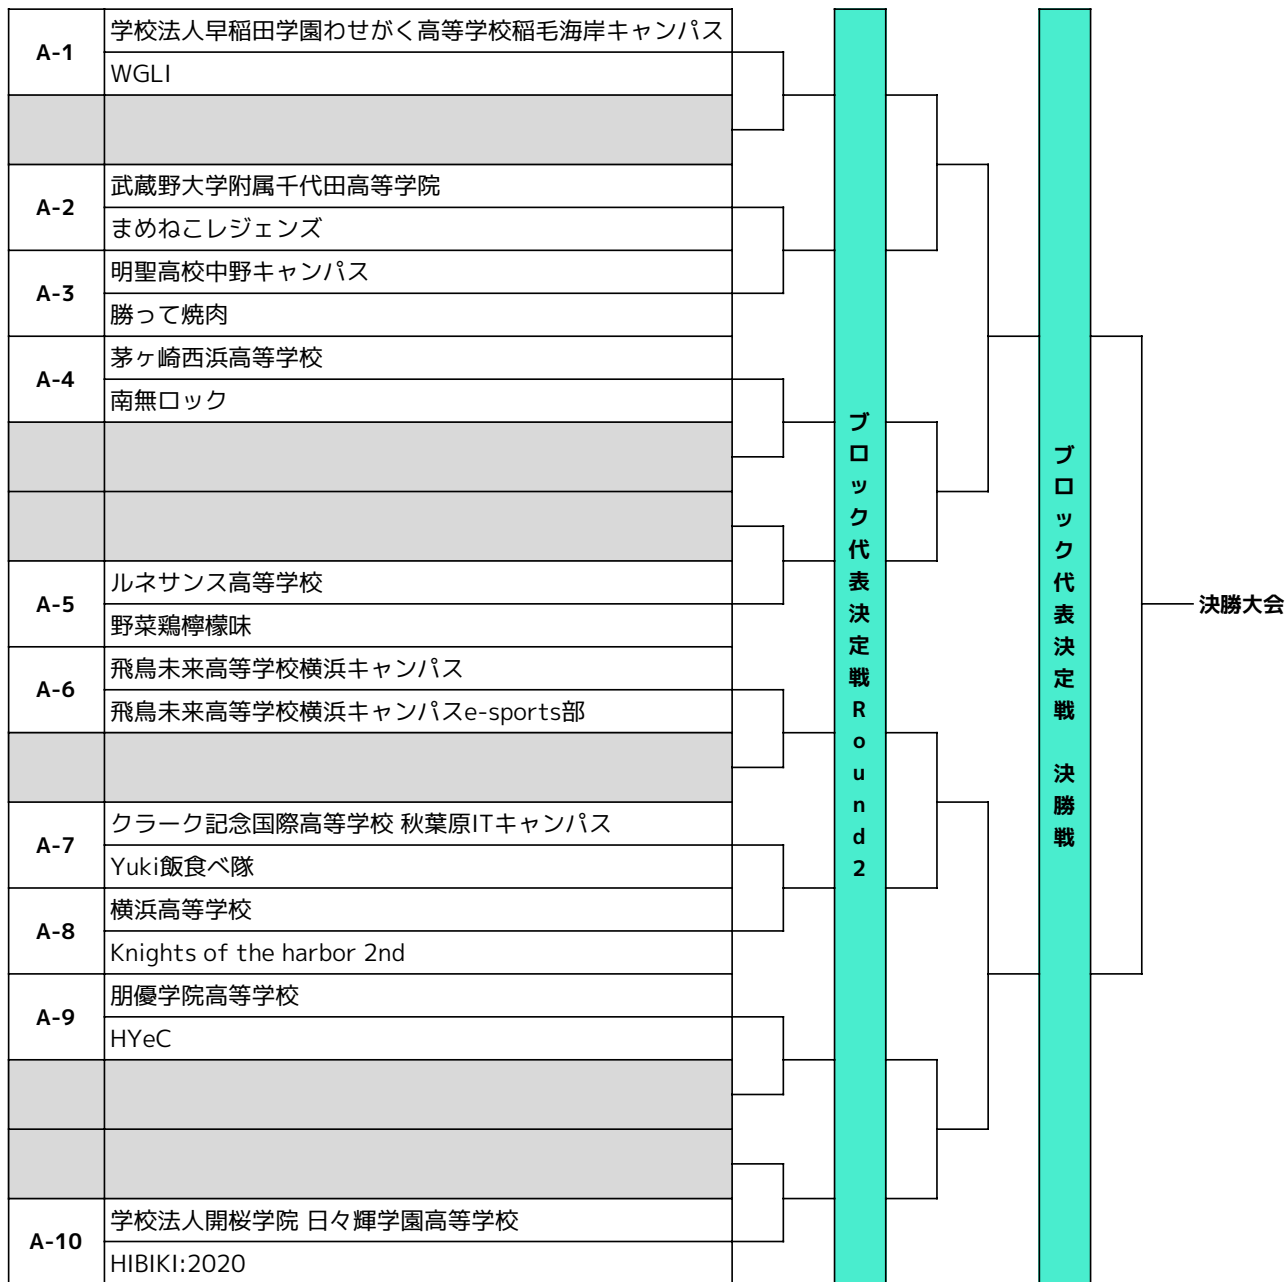 A-1
学校法人早稲田学園わせがく高等学校稲毛海岸キャンパス
WGLI
A-2
武蔵野大学附属千代田高等学院
まめねこレジェンズ
A-3
明聖高校中野キャンパス
勝って焼肉
A-4
茅ヶ崎西浜高等学校
南無ロック
A-5
ルネサンス高等学校
野菜鶏檸檬味
A-6
飛鳥未来高等学校横浜キャンパス
飛鳥未来高等学校横浜キャンパスe-sports部
A-7
クラーク記念国際高等学校 秋葉原ITキャンパス
Yuki飯食べ隊
A-8
横浜高等学校
Knights of the harbor 2nd
A-9
朋優学院高等学校
HYeC
A-10
学校法人開桜学院 日々輝学園高等学校
HIBIKI:2020
ブロック代表決定戦Round2
ブロック代表決定戦 決勝戦
決勝大会